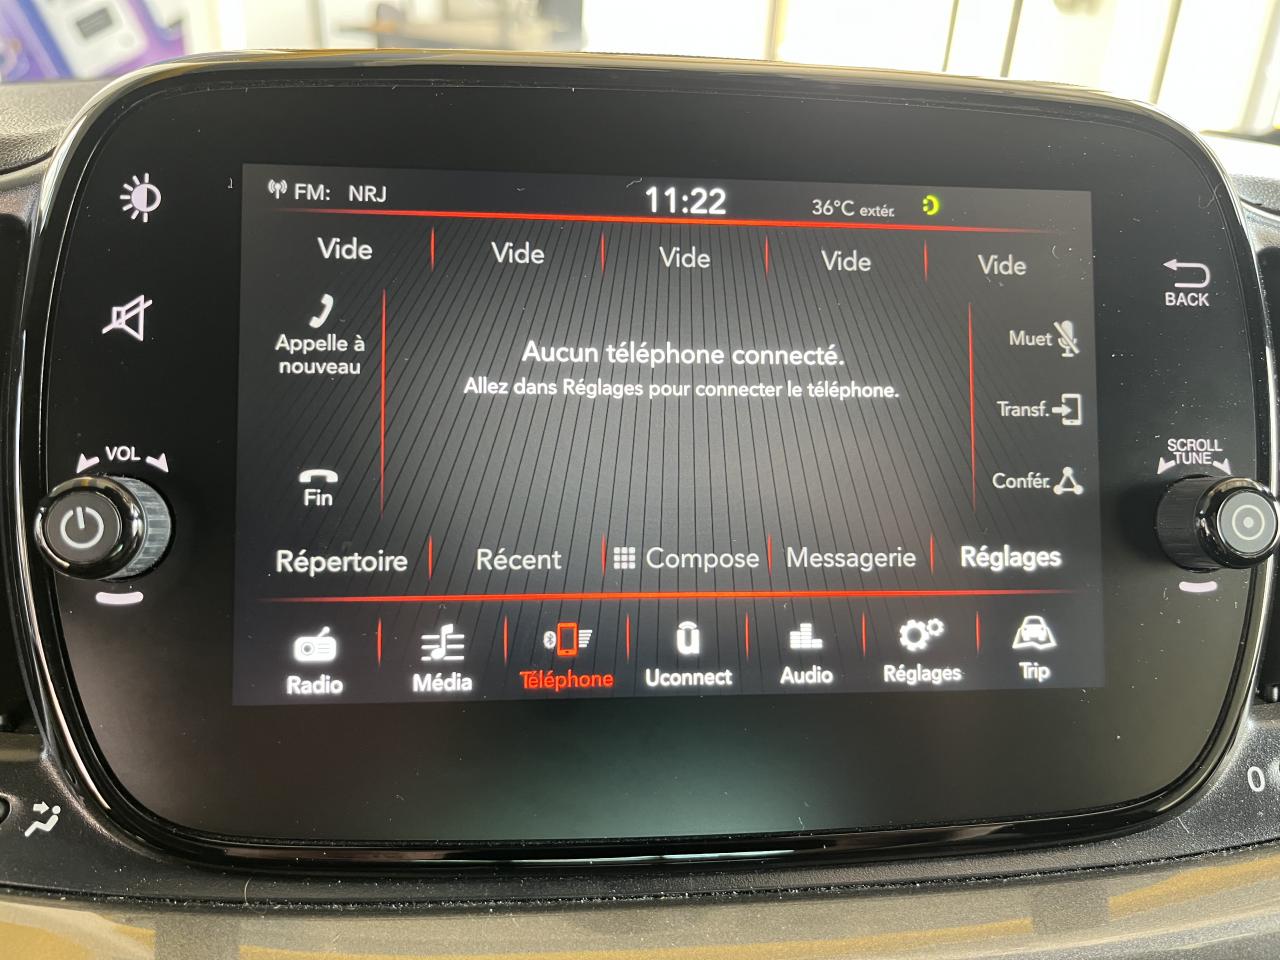 FM: NRJ
11:22
36°C extér.
Vide
Vide
Vide
Vide
Vide
Appelle à
nouveau
Aucun téléphone connecté.
Allez dans Réglages pour connecter le téléphone.
Muet
Transf.
Confér.
Fin
BACK
VOL
SCROLL
TUNE
Répertoire
Récent
Compose
Messagerie
Réglages
Radio
Média
Téléphone
Uconnect
Audio
Réglages
Trip
0